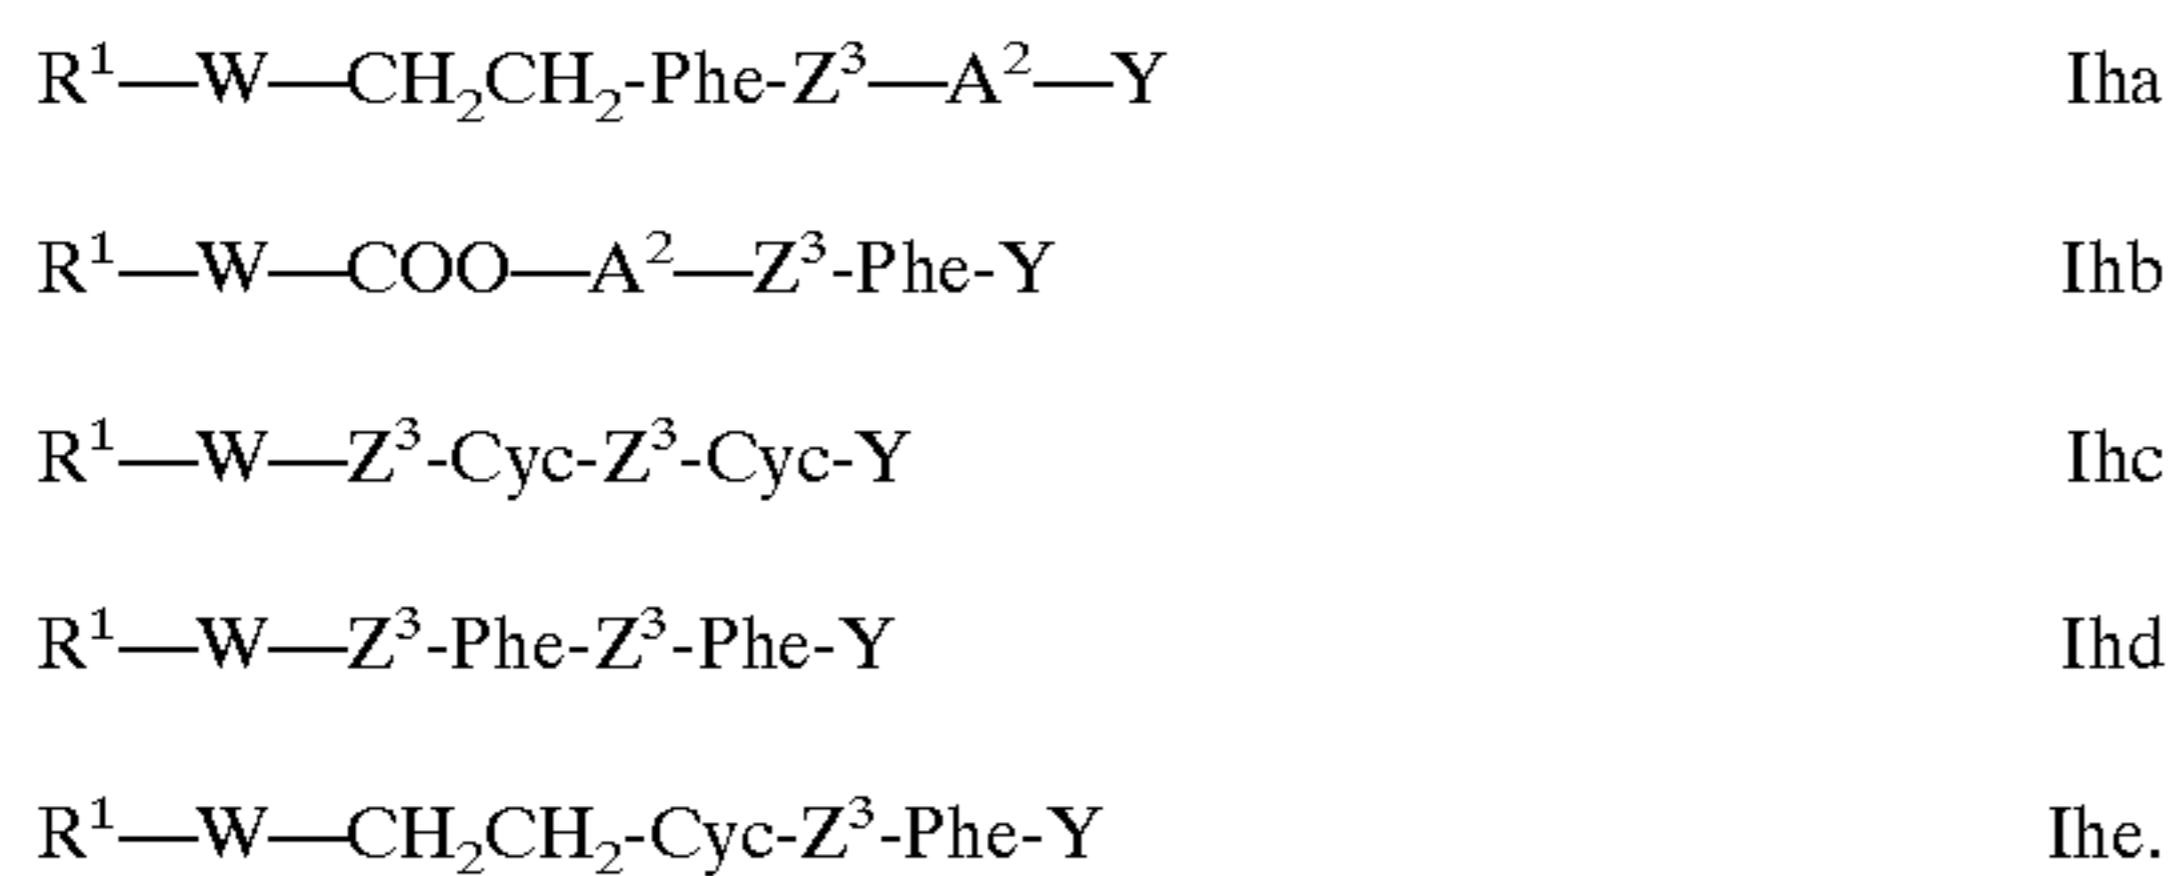 R¹—W—CH₂CH₂-Phe-Z³—A²—Y Iha
R¹—W—COO—A²—Z³-Phe-Y Ihb
R¹—W—Z³-Cyc-Z³-Cyc-Y Ihc
R¹—W—Z³-Phe-Z³-Phe-Y Ihd
R¹—W—CH₂CH₂-Cyc-Z³-Phe-Y Ihe.